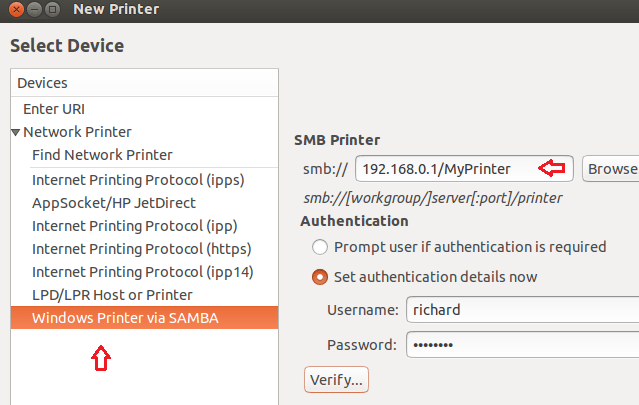 New Printer
Select Device
Devices
Enter URI
Network Printer
Find Network Printer
Internet Printing Protocol (ipps)
AppSocket/HP JetDirect
Internet Printing Protocol (ipp)
Internet Printing Protocol (https)
Internet Printing Protocol (ipp14)
LPD/LPR Host or Printer
Windows Printer via SAMBA
SMB Printer
smb:// 192.168.0.1/MyPrinter Browse
smb://[workgroup/]server[:port]/printer
Authentication
Prompt user if authentication is required
Set authentication details now
Username: richard
Password: ••••••••
Verify...